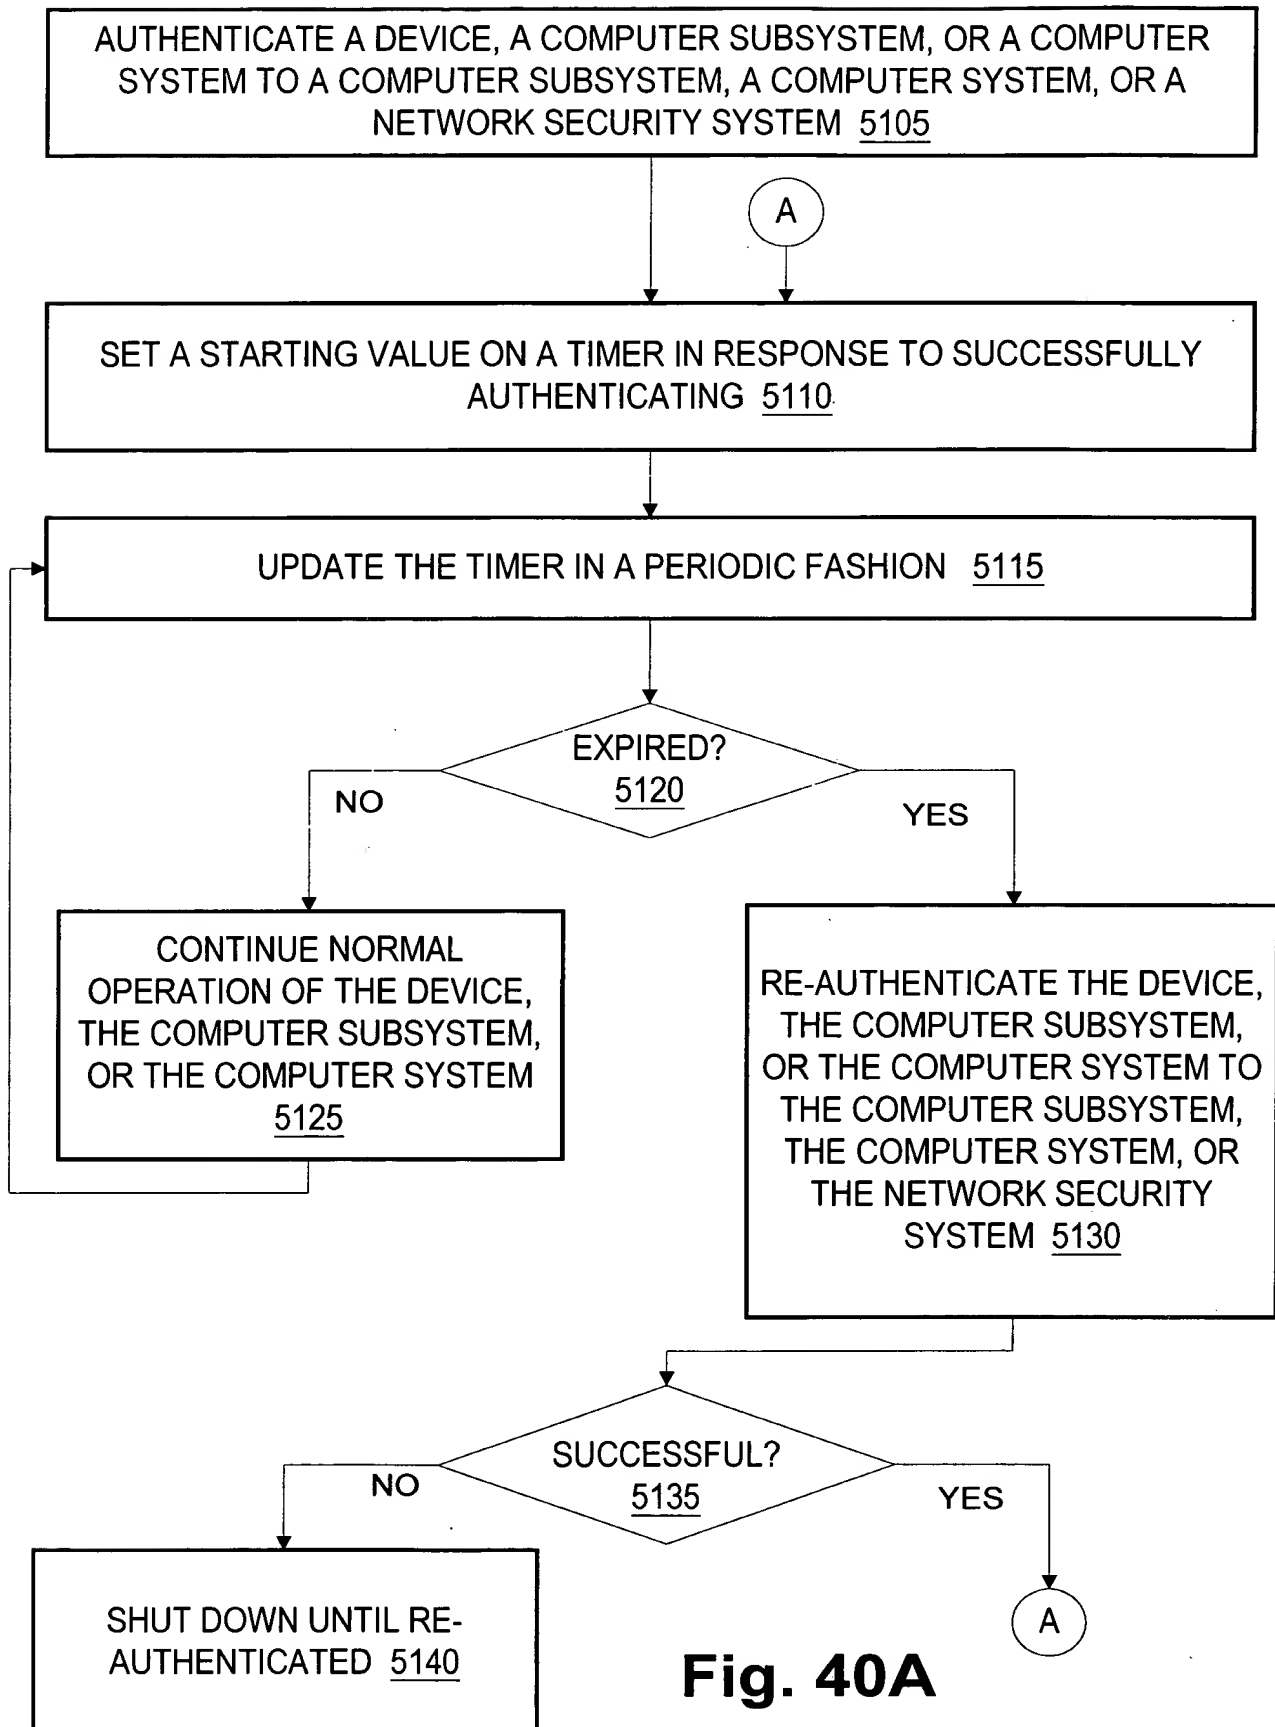 AUTHENTICATE A DEVICE, A COMPUTER SUBSYSTEM, OR A COMPUTER
SYSTEM TO A COMPUTER SUBSYSTEM, A COMPUTER SYSTEM, OR A
NETWORK SECURITY SYSTEM 5105
A
SET A STARTING VALUE ON A TIMER IN RESPONSE TO SUCCESSFULLY
AUTHENTICATING 5110
UPDATE THE TIMER IN A PERIODIC FASHION 5115
EXPIRED?
5120
NO
YES
CONTINUE NORMAL
OPERATION OF THE DEVICE,
THE COMPUTER SUBSYSTEM,
OR THE COMPUTER SYSTEM
5125
RE-AUTHENTICATE THE DEVICE,
THE COMPUTER SUBSYSTEM,
OR THE COMPUTER SYSTEM TO
THE COMPUTER SUBSYSTEM,
THE COMPUTER SYSTEM, OR
THE NETWORK SECURITY
SYSTEM 5130
SUCCESSFUL?
5135
NO
YES
SHUT DOWN UNTIL RE-
AUTHENTICATED 5140
A
Fig. 40A